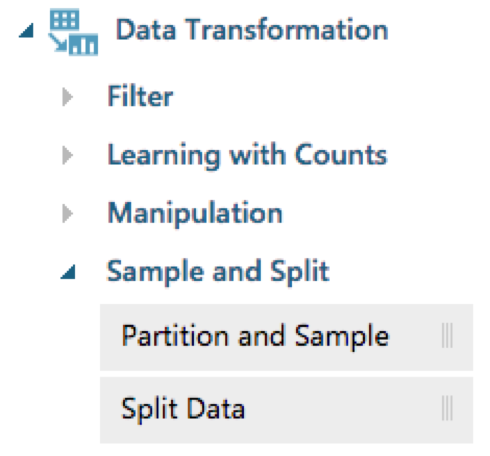 Data Transformation
Filter
Learning with Counts
Manipulation
Sample and Split
Partition and Sample
Split Data